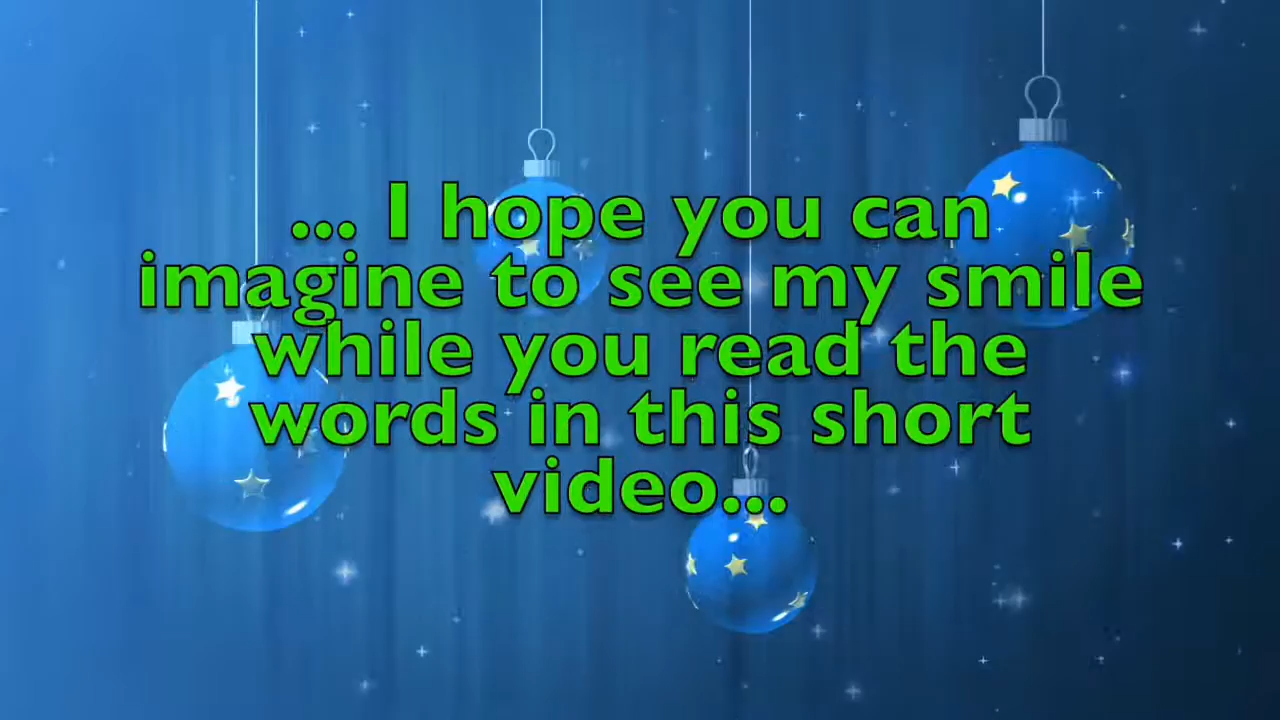 ... I hope you can
imagine to see my smile
while you read the
words in this short
video...